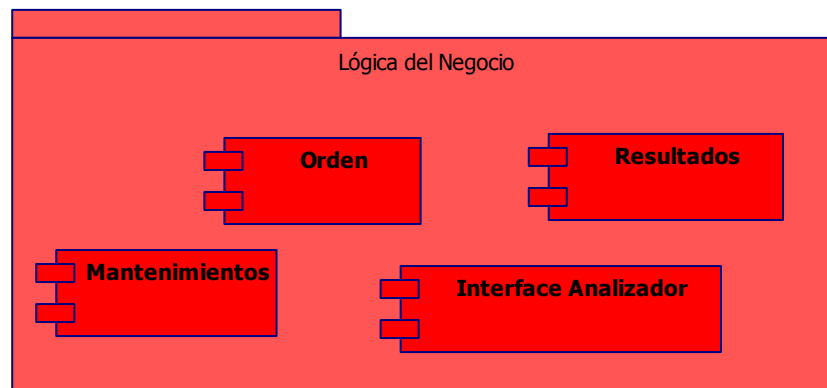 Lógica del Negocio
Orden
Resultados
Mantenimientos
Interface Analizador